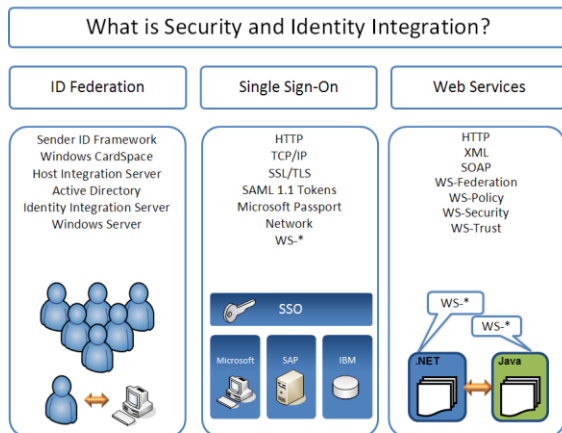 What is Security and Identity Integration?
ID Federation
Single Sign-On
Web Services
Sender ID Framework
Windows CardSpace
Host Integration Server
Active Directory
Identity Integration Server
Windows Server
HTTP
TCP/IP
SSL/TLS
SAML 1.1 Tokens
Microsoft Passport
Network
WS-*
SSO
Microsoft
SAP
IBM
HTTP
XML
SOAP
WS-Federation
WS-Policy
WS-Security
WS-Trust
WS-*
WS-*
.NET
Java